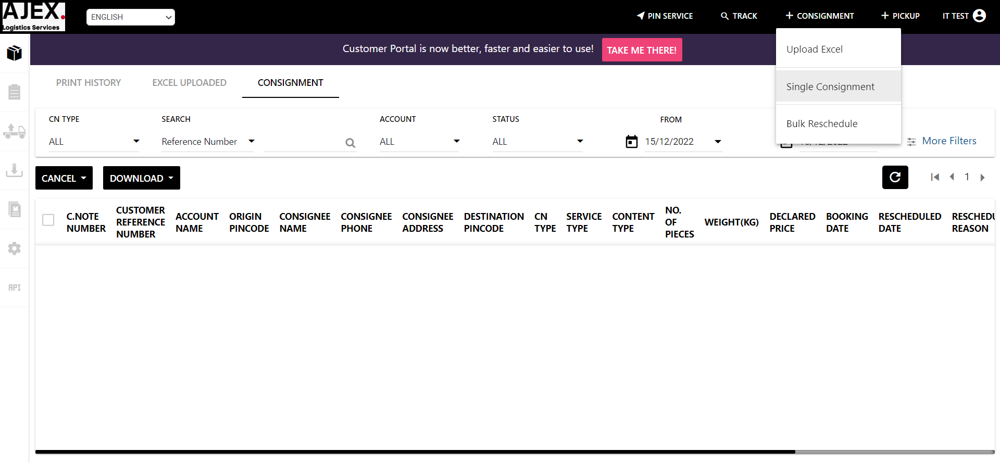 AJEX.
Logistics Services
ENGLISH
PIN SERVICE
TRACK
CONSIGNMENT
PICKUP
IT TEST
Customer Portal is now better, faster and easier to use!
TAKE ME THERE!
Upload Excel
Single Consignment
Bulk Reschedule
PRINT HISTORY
EXCEL UPLOADED
CONSIGNMENT
CN TYPE
SEARCH
ACCOUNT
STATUS
FROM
ALL
Reference Number
ALL
ALL
15/12/2022
More Filters
CANCEL
DOWNLOAD
1
C.NOTE
NUMBER
CUSTOMER
REFERENCE
NUMBER
ACCOUNT
NAME
ORIGIN
PINCODE
CONSIGNEE
NAME
CONSIGNEE
PHONE
CONSIGNEE
ADDRESS
DESTINATION
PINCODE
CN
TYPE
SERVICE
TYPE
CONTENT
TYPE
NO.
OF
PIECES
WEIGHT(KG)
DECLARED
PRICE
BOOKING
DATE
RESCHEDULED
DATE
RESCHEDU
REASON
API